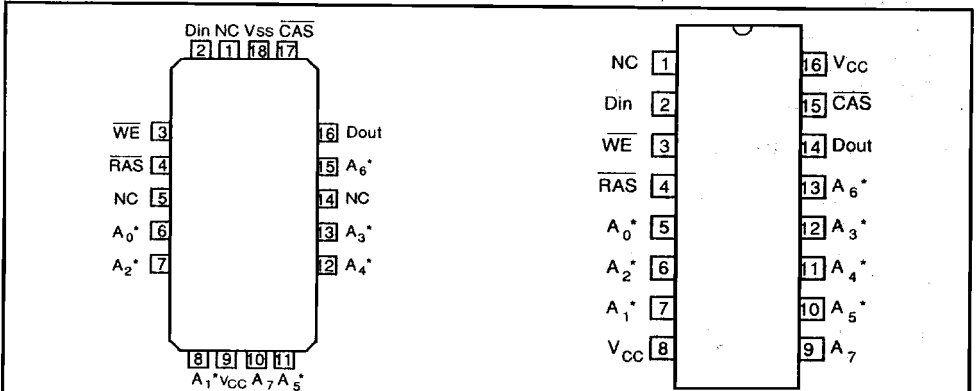 Din NC Vss CAS
2 1 18 17
WE 3
RAS 4
NC 5
A0* 6
A2* 7
16 Dout
15 A6*
14 NC
13 A3*
12 A4*
8 9 10 11
A1* VCC A7 A5*
NC 1
Din 2
WE 3
RAS 4
A0* 5
A2* 6
A1* 7
VCC 8
16 VCC
15 CAS
14 Dout
13 A6*
12 A3*
11 A4*
10 A5*
9 A7